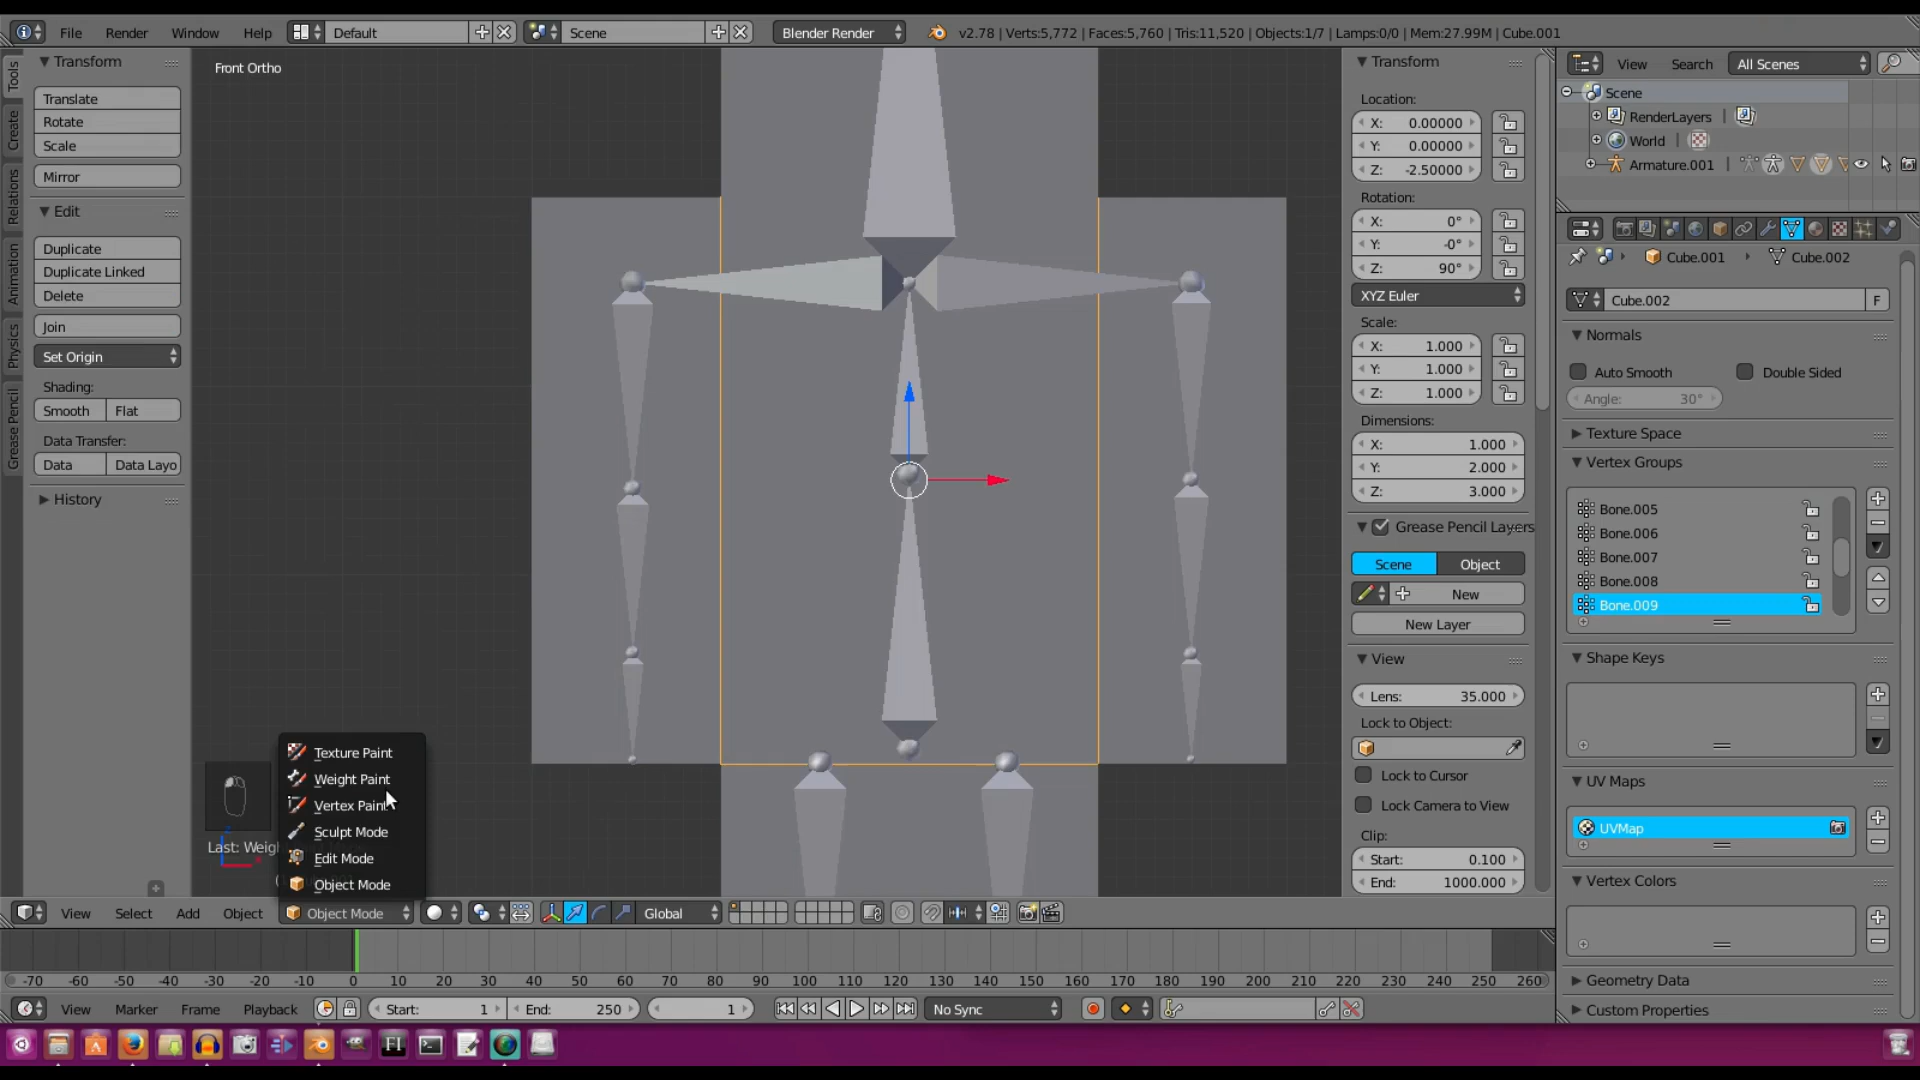 File Render Window Help Default Scene Blender Render v2.78 | Verts:5,772 | Faces:5,760 | Tris:11,520 | Objects:1/7 | Lamps:0/0 | Mem:27.99M | Cube.001
Tools
Create
Relations
Animation
Physics
Grease Pencil
Transform
Translate
Rotate
Scale
Mirror
Edit
Duplicate
Duplicate Linked
Delete
Join
Set Origin
Shading:
Smooth Flat
Data Transfer:
Data Data Layo
History
Front Ortho
Texture Paint
Weight Paint
Vertex Paint
Sculpt Mode
Edit Mode
Object Mode
Last: Weigh
View Select Add Object Object Mode Global
Transform
Location:
X: 0.00000
Y: 0.00000
Z: -2.50000
Rotation:
X: 0°
Y: -0°
Z: 90°
XYZ Euler
Scale:
X: 1.000
Y: 1.000
Z: 1.000
Dimensions:
X: 1.000
Y: 2.000
Z: 3.000
Grease Pencil Layers
Scene Object
New
New Layer
View
Lens: 35.000
Lock to Object:
Lock to Cursor
Lock Camera to View
Clip:
Start: 0.100
End: 1000.000
View Search All Scenes
Scene
RenderLayers
World
Armature.001
Cube.001 Cube.002
Cube.002 F
Normals
Auto Smooth Double Sided
Angle: 30°
Texture Space
Vertex Groups
Bone.005
Bone.006
Bone.007
Bone.008
Bone.009
Shape Keys
UV Maps
UVMap
Vertex Colors
Geometry Data
Custom Properties
-70 -60 -50 -40 -30 -20 -10 0 10 20 30 40 50 60 70 80 90 100 110 120 130 140 150 160 170 180 190 200 210 220 230 240 250 260
View Marker Frame Playback Start: 1 End: 250 1 No Sync